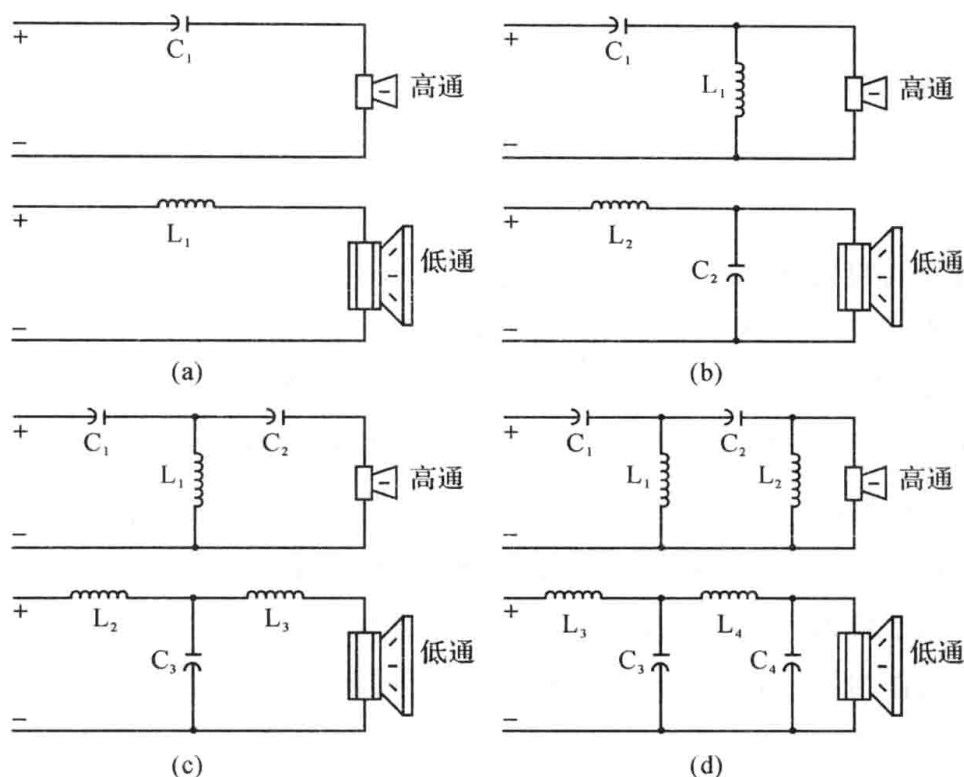 +
C₁
高通
−
+
L₁
低通
−
(a)
+
C₁
L₁
高通
−
+
L₂
C₂
低通
−
(b)
+
C₁
C₂
L₁
高通
−
+
L₂
L₃
C₃
低通
−
(c)
+
C₁
C₂
L₁
L₂
高通
−
+
L₃
L₄
C₃
C₄
低通
−
(d)